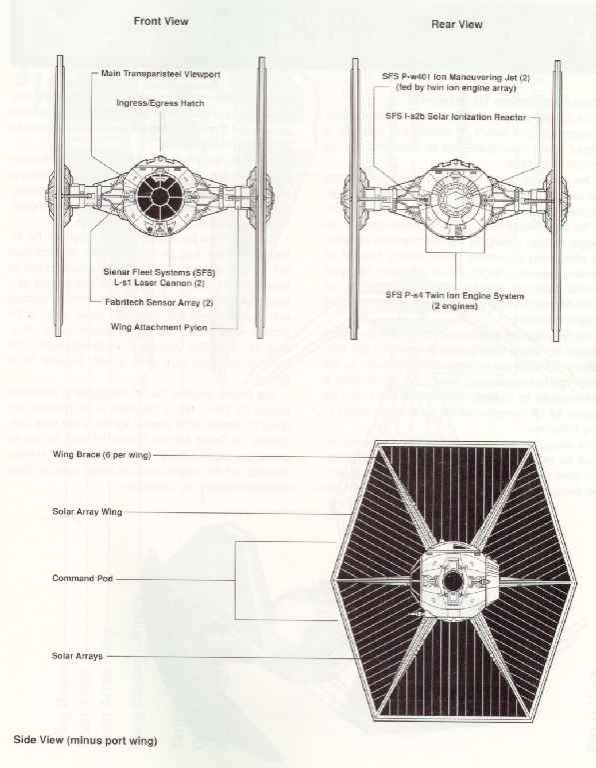 Front View
Rear View
Main Transparisteel Viewport
Ingress/Egress Hatch
SFS P-w401 Ion Maneuvering Jet (2)
(fed by twin ion engine array)
SFS I-a2b Solar Ionization Reactor
Sienar Fleet Systems (SFS)
L-s1 Laser Cannon (2)
Fabritech Sensor Array (2)
Wing Attachment Pylon
SFS P-s4 Twin Ion Engine System
(2 engines)
Wing Brace (6 per wing)
Solar Array Wing
Command Pod
Solar Arrays
Side View (minus port wing)